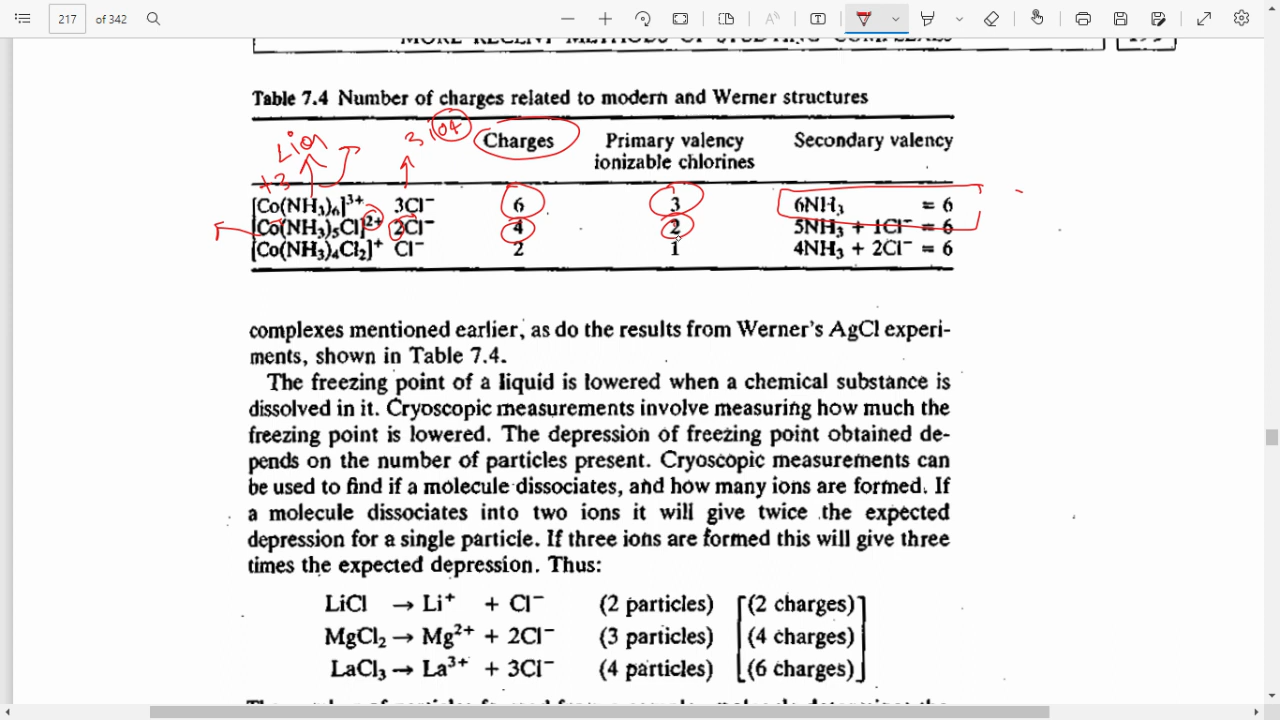 217 of 342
MORE RECENT METHODS OF STUDYING COMPLEXES
Table 7.4 Number of charges related to modern and Werner structures
Charges Primary valency Secondary valency
ionizable chlorines
+3
[Co(NH₃)₆]³⁺ 3Cl⁻ 6 3 6NH₃ = 6
[Co(NH₃)₅Cl]²⁺ 2Cl⁻ 4 2 5NH₃ + 1Cl⁻ = 6
[Co(NH₃)₄Cl₂]⁺ Cl⁻ 2 1 4NH₃ + 2Cl⁻ = 6
complexes mentioned earlier, as do the results from Werner's AgCl experi-
ments, shown in Table 7.4.
The freezing point of a liquid is lowered when a chemical substance is
dissolved in it. Cryoscopic measurements involve measuring how much the
freezing point is lowered. The depression of freezing point obtained de-
pends on the number of particles present. Cryoscopic measurements can
be used to find if a molecule dissociates, and how many ions are formed. If
a molecule dissociates into two ions it will give twice the expected
depression for a single particle. If three ions are formed this will give three
times the expected depression. Thus:
LiCl → Li⁺ + Cl⁻ (2 particles) [(2 charges)]
MgCl₂ → Mg²⁺ + 2Cl⁻ (3 particles) (4 charges)
LaCl₃ → La³⁺ + 3Cl⁻ (4 particles) [(6 charges)]